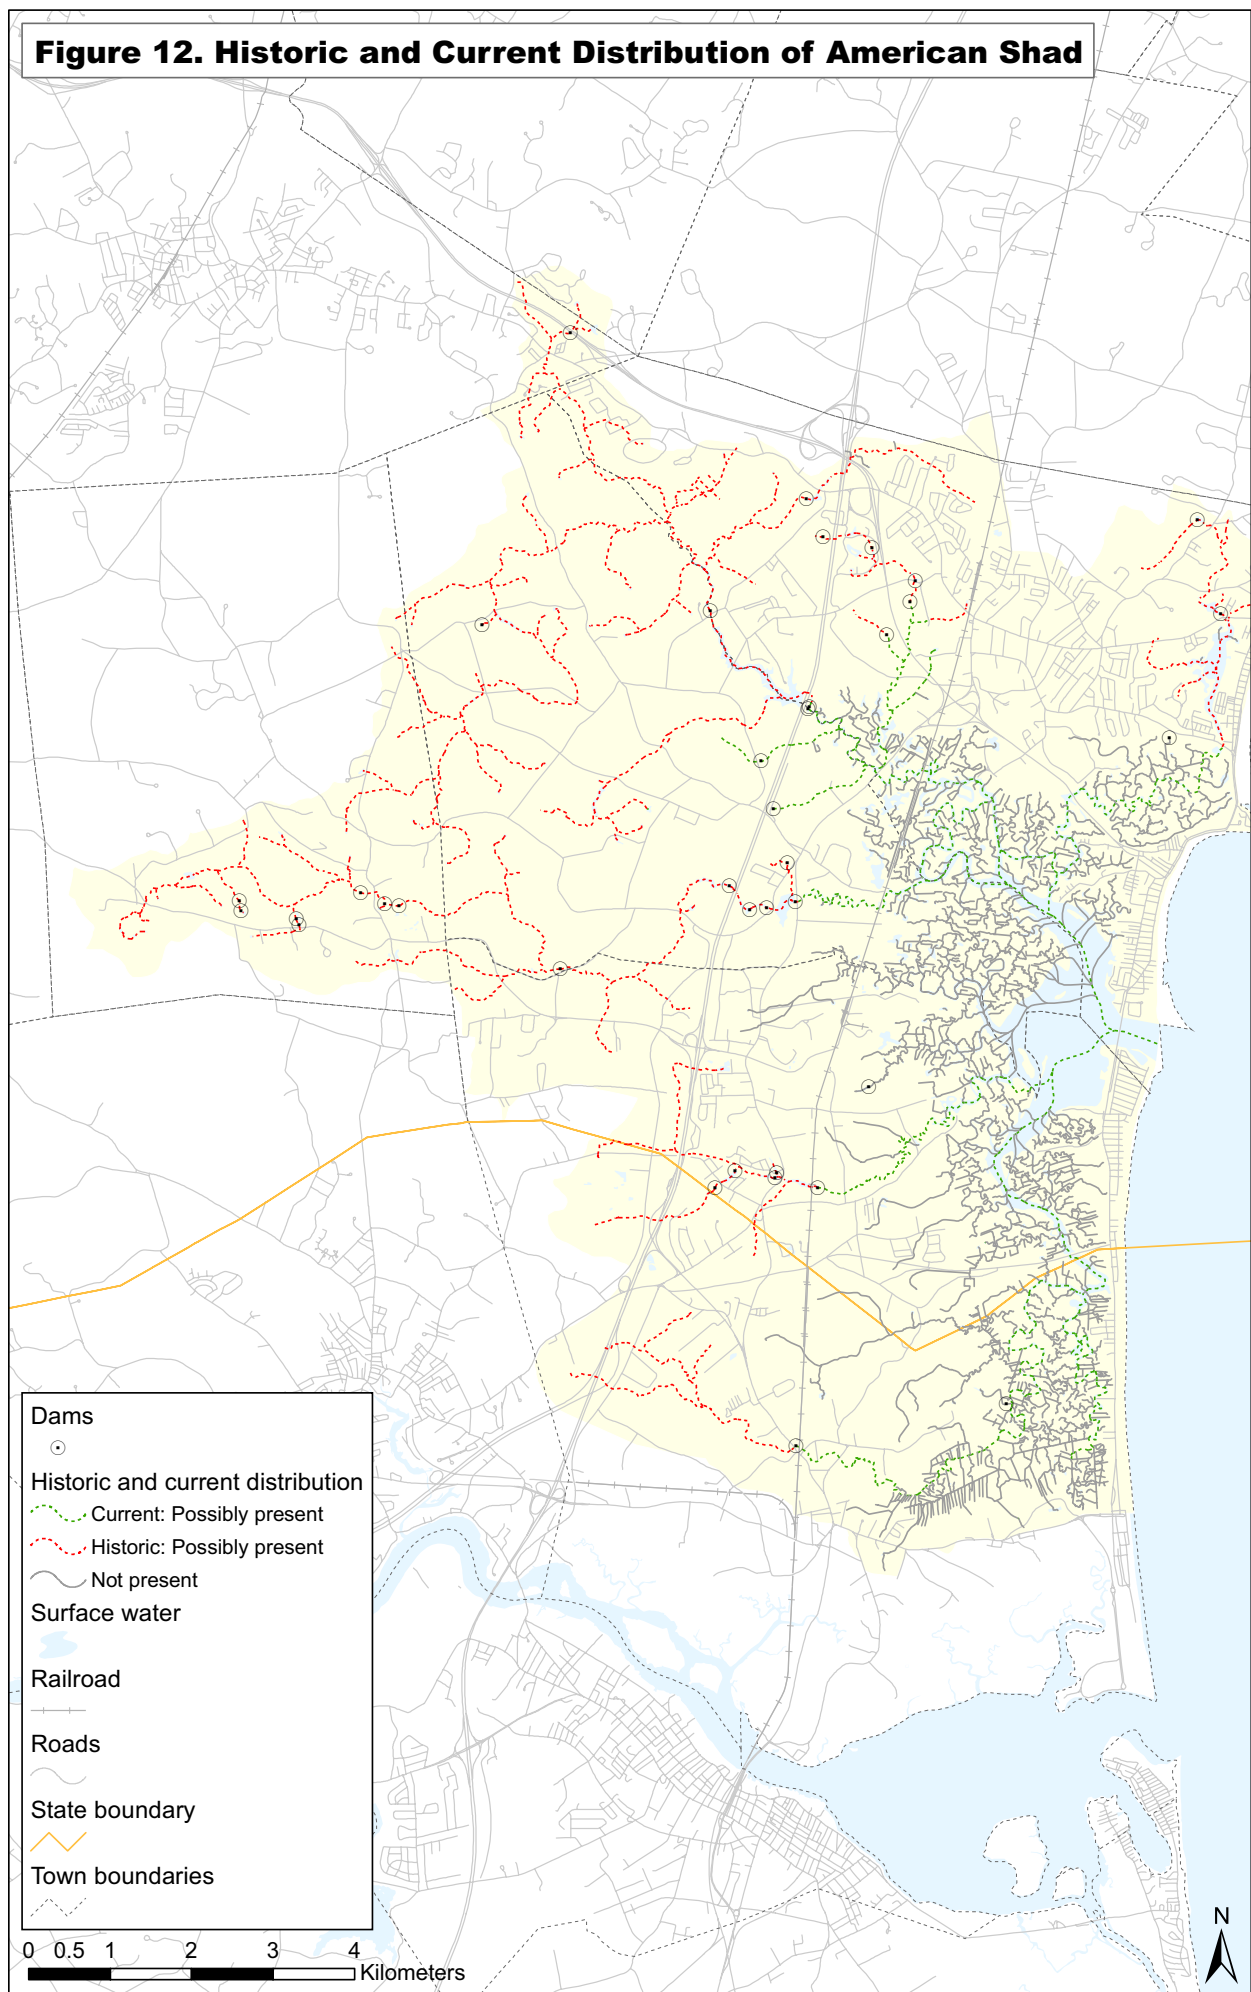 Figure 12. Historic and Current Distribution of American Shad
Dams
Historic and current distribution
Current: Possibly present
Historic: Possibly present
Not present
Surface water
Railroad
Roads
State boundary
Town boundaries
0 0.5 1 2 3 4
Kilometers
N